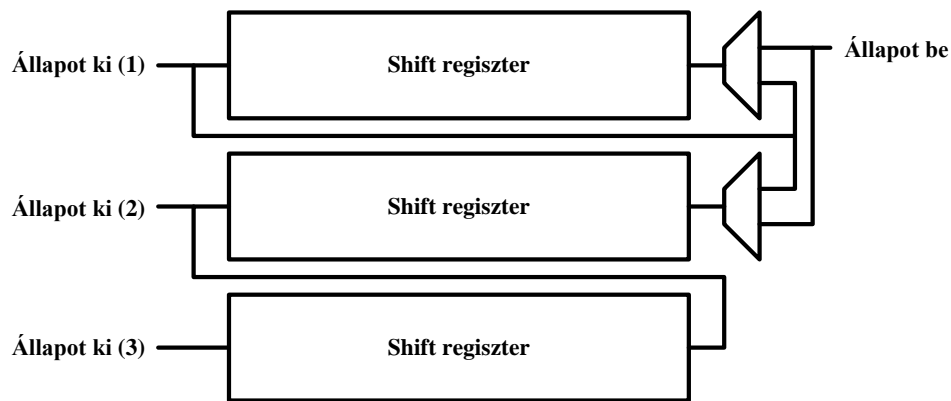 Állapot ki (1)
Shift regiszter
Állapot be
Állapot ki (2)
Shift regiszter
Állapot ki (3)
Shift regiszter